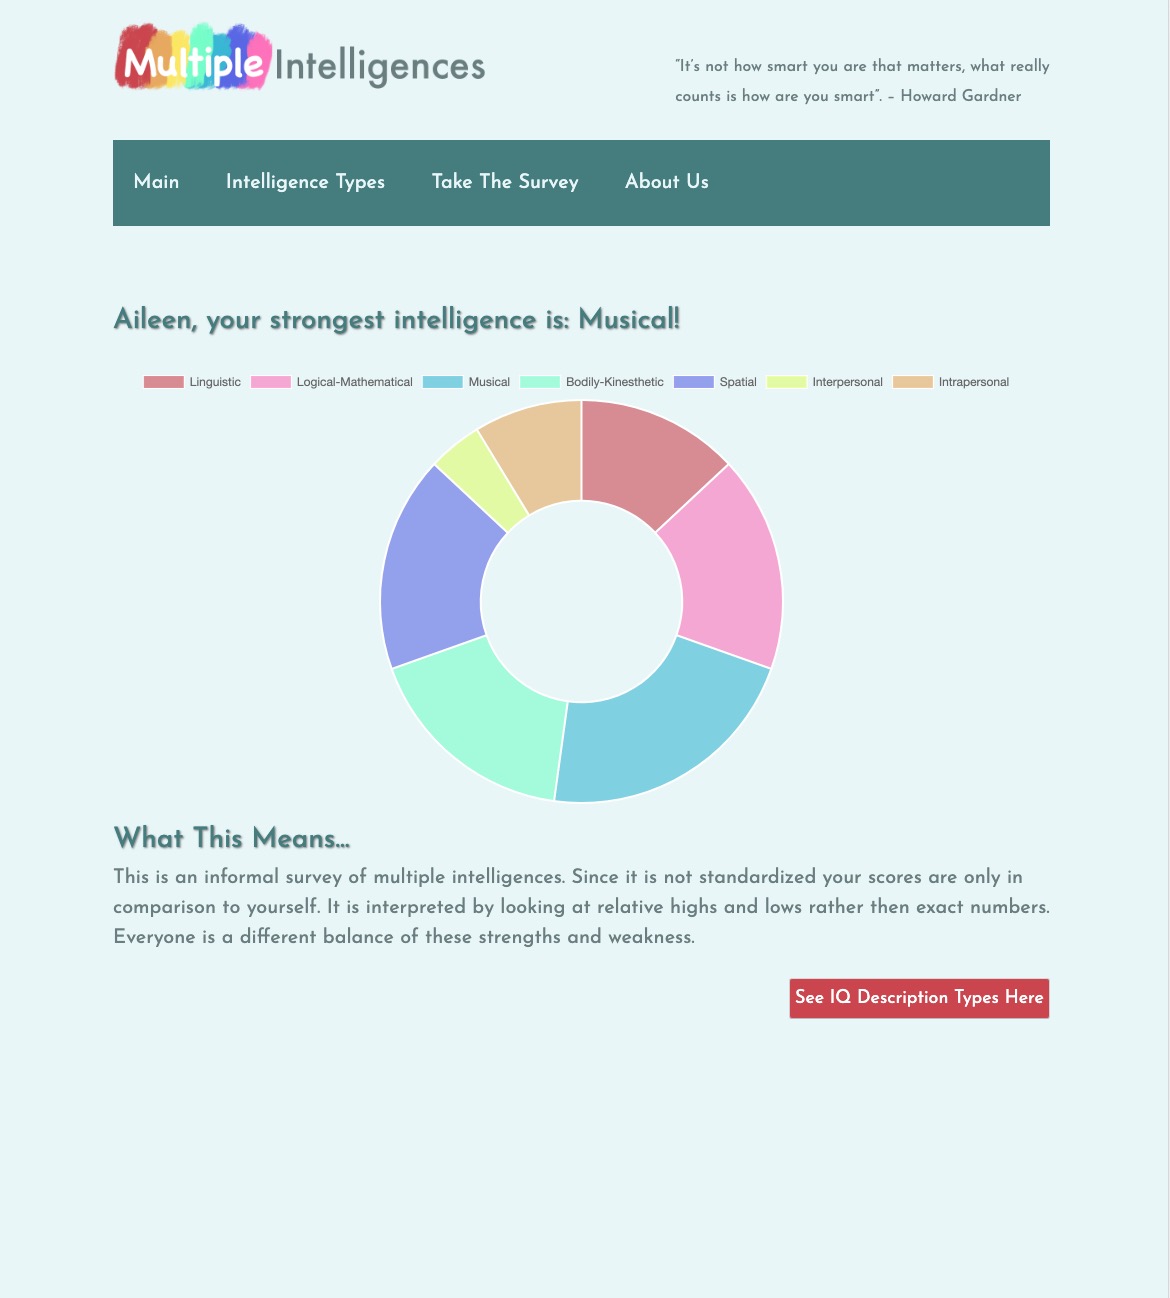 Multiple Intelligences
"It's not how smart you are that matters, what really
counts is how are you smart". – Howard Gardner
Main Intelligence Types Take The Survey About Us
Aileen, your strongest intelligence is: Musical!
Linguistic Logical-Mathematical Musical Bodily-Kinesthetic Spatial Interpersonal Intrapersonal
What This Means...
This is an informal survey of multiple intelligences. Since it is not standardized your scores are only in
comparison to yourself. It is interpreted by looking at relative highs and lows rather then exact numbers.
Everyone is a different balance of these strengths and weakness.
See IQ Description Types Here